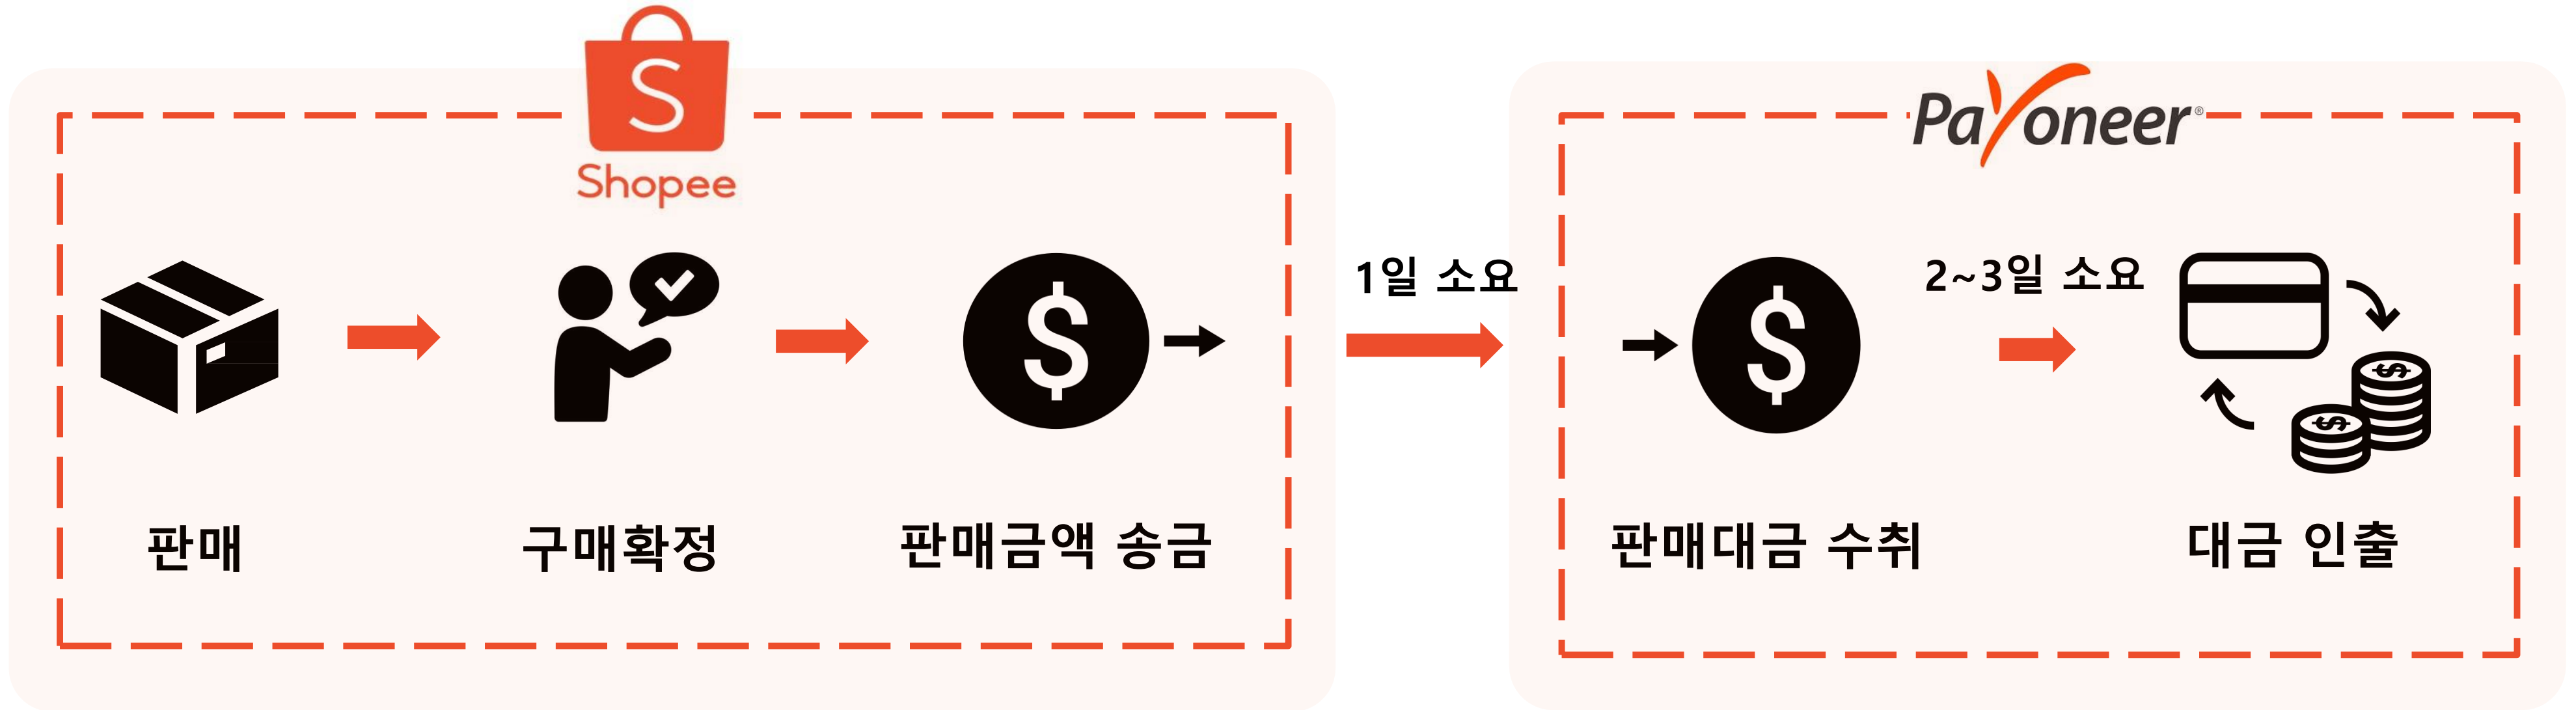 S
Shopee
Payoneer®
1일 소요
2~3일 소요
판매
구매확정
판매금액 송금
판매대금 수취
대금 인출